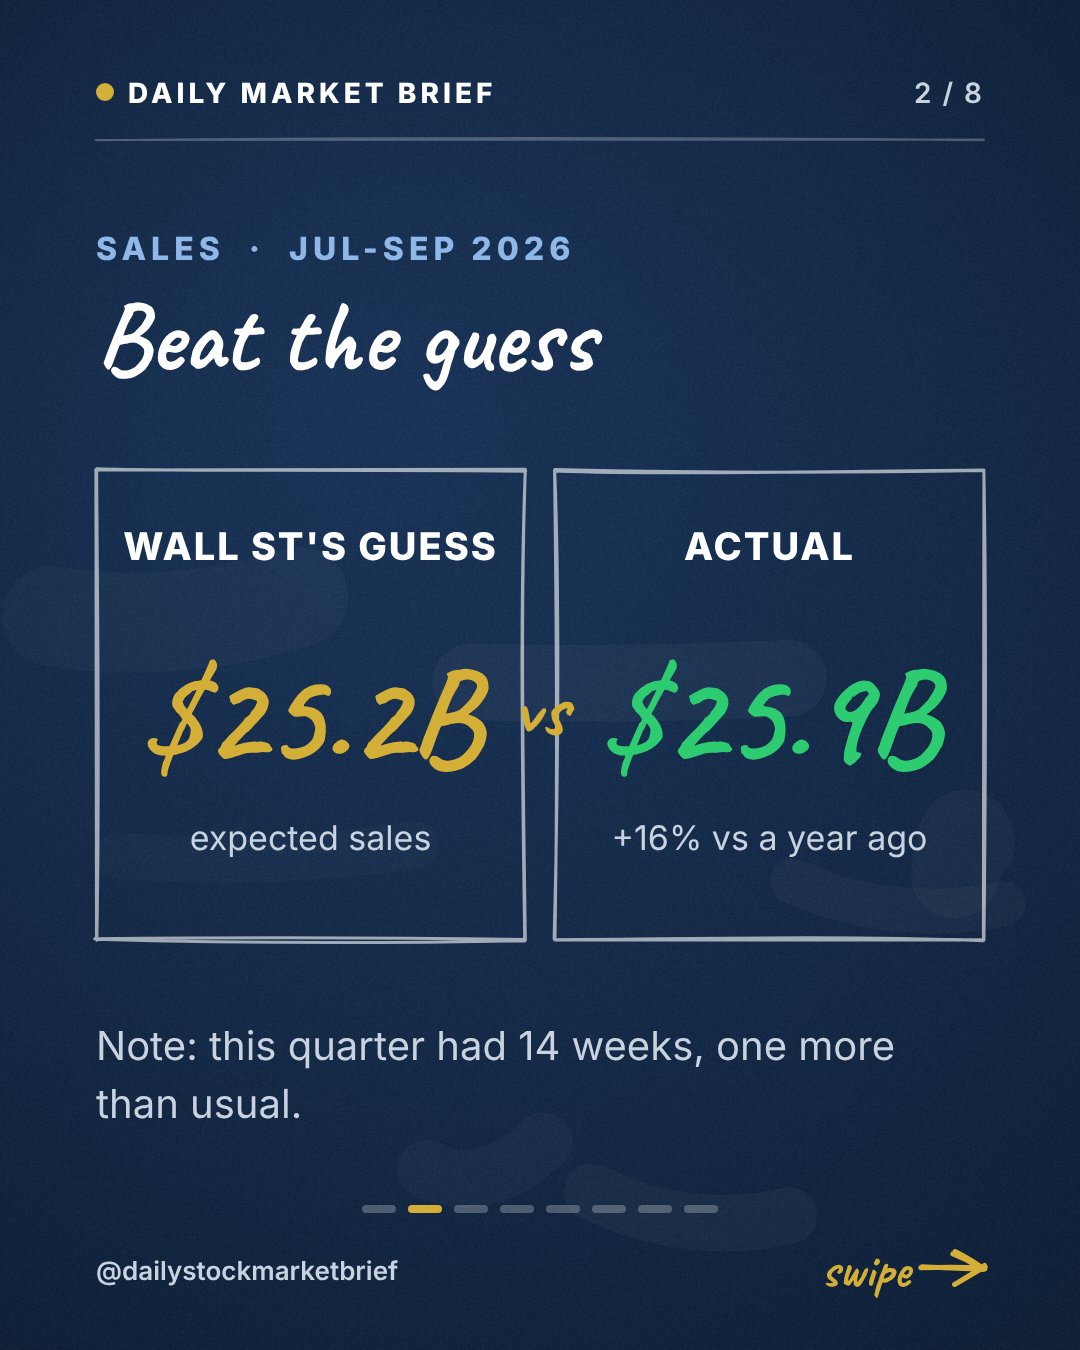 DAILY MARKET BRIEF
2 / 8
SALES · JUL-SEP 2026
Beat the guess
WALL ST'S GUESS
$25.2B
expected sales
vs
ACTUAL
$25.9B
+16% vs a year ago
Note: this quarter had 14 weeks, one more
than usual.
@dailystockmarketbrief
swipe